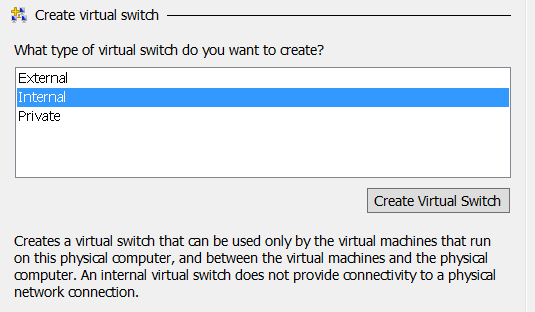 Create virtual switch
What type of virtual switch do you want to create?
External
Internal
Private
Create Virtual Switch
Creates a virtual switch that can be used only by the virtual machines that run
on this physical computer, and between the virtual machines and the physical
computer. An internal virtual switch does not provide connectivity to a physical
network connection.